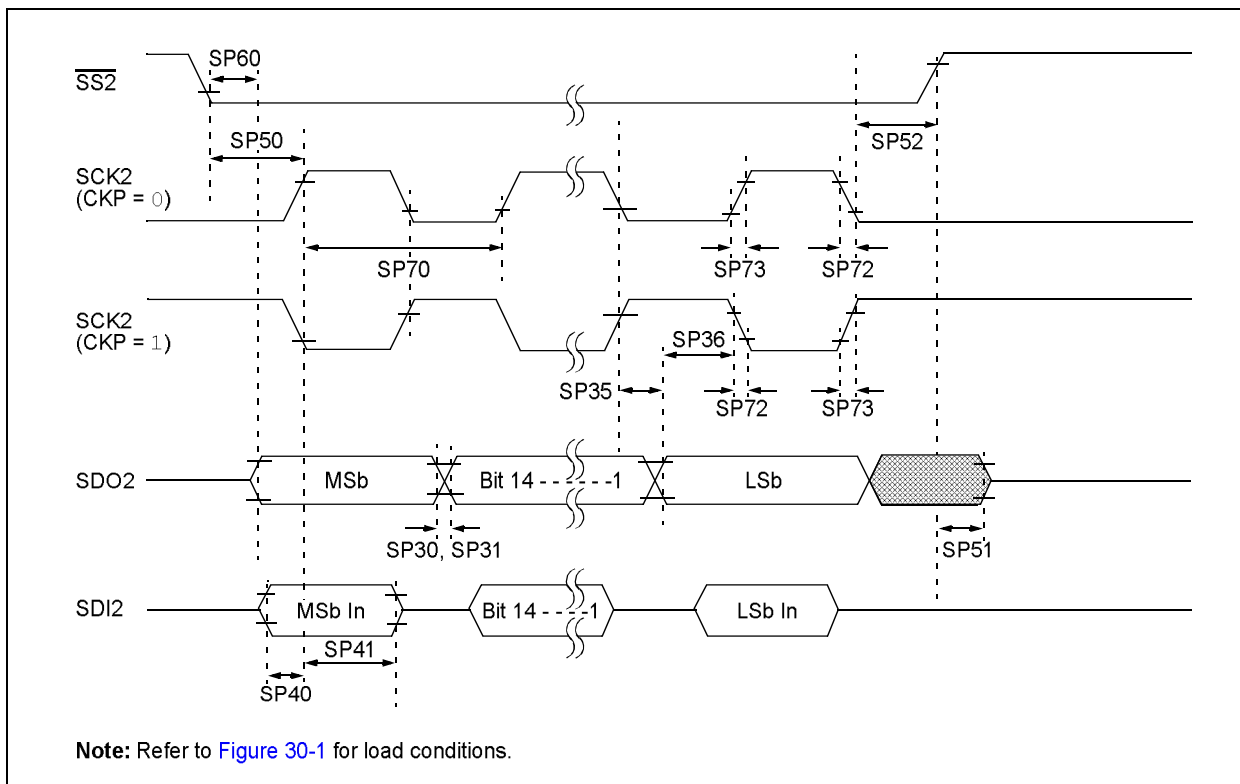 SP60
SS2
SP50
SP52
SCK2
(CKP = 0)
SP70
SP73
SP72
SCK2
(CKP = 1)
SP36
SP35
SP72
SP73
SDO2
MSb
Bit 14 - - - - - -1
LSb
SP30, SP31
SP51
SDI2
MSb In
Bit 14 - - - -1
LSb In
SP41
SP40
Note: Refer to Figure 30-1 for load conditions.